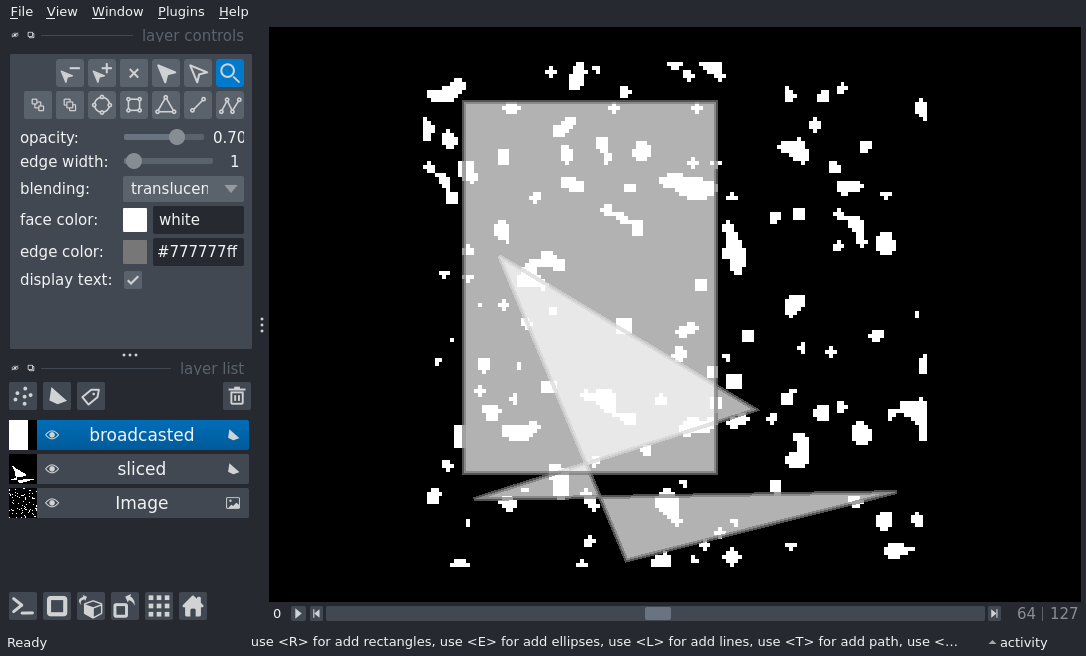 File View Window Plugins Help
layer controls
opacity: 0.70
edge width: 1
blending: translucen
face color: white
edge color: #777777ff
display text:
layer list
broadcasted
sliced
Image
0 64 127
Ready use <R> for add rectangles, use <E> for add ellipses, use <L> for add lines, use <T> for add path, use <... activity